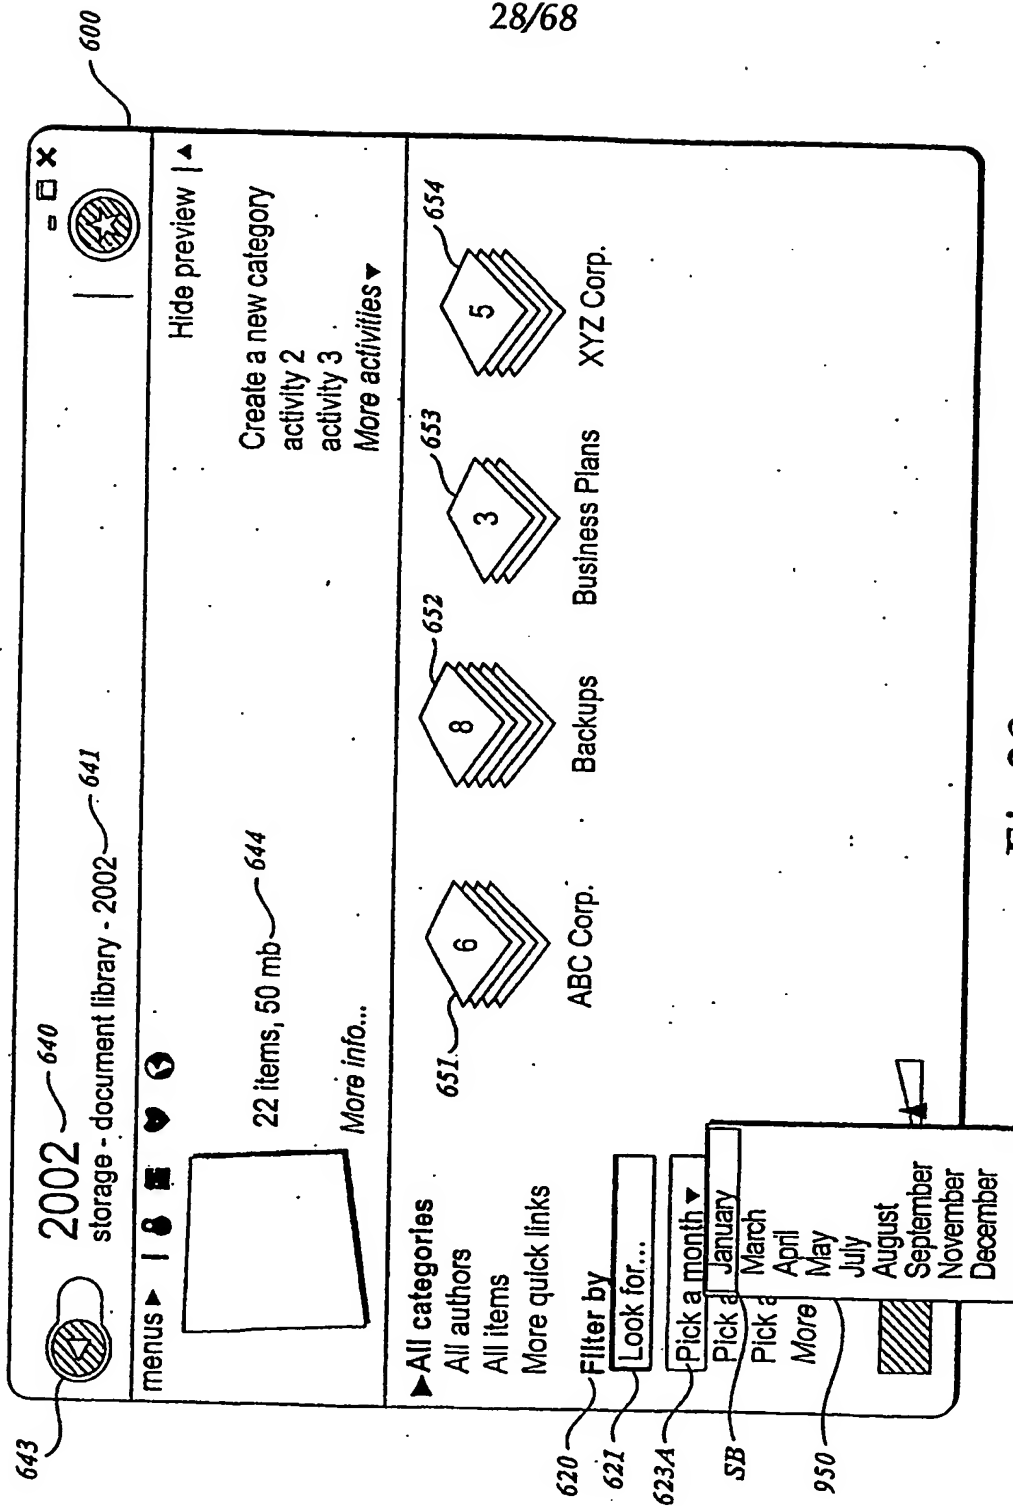 28/68
600
2002
640
storage - document library - 2002
641
643
menus
Hide preview
22 items, 50 mb
644
More info...
Create a new category
activity 2
activity 3
More activities
All categories
All authors
All items
More quick links
6
651
ABC Corp.
8
652
Backups
3
653
Business Plans
5
654
XYZ Corp.
620
Filter by
621
Look for...
623A
Pick a month
Pick a
Pick a
More
SB
950
January
March
April
May
July
August
September
November
December